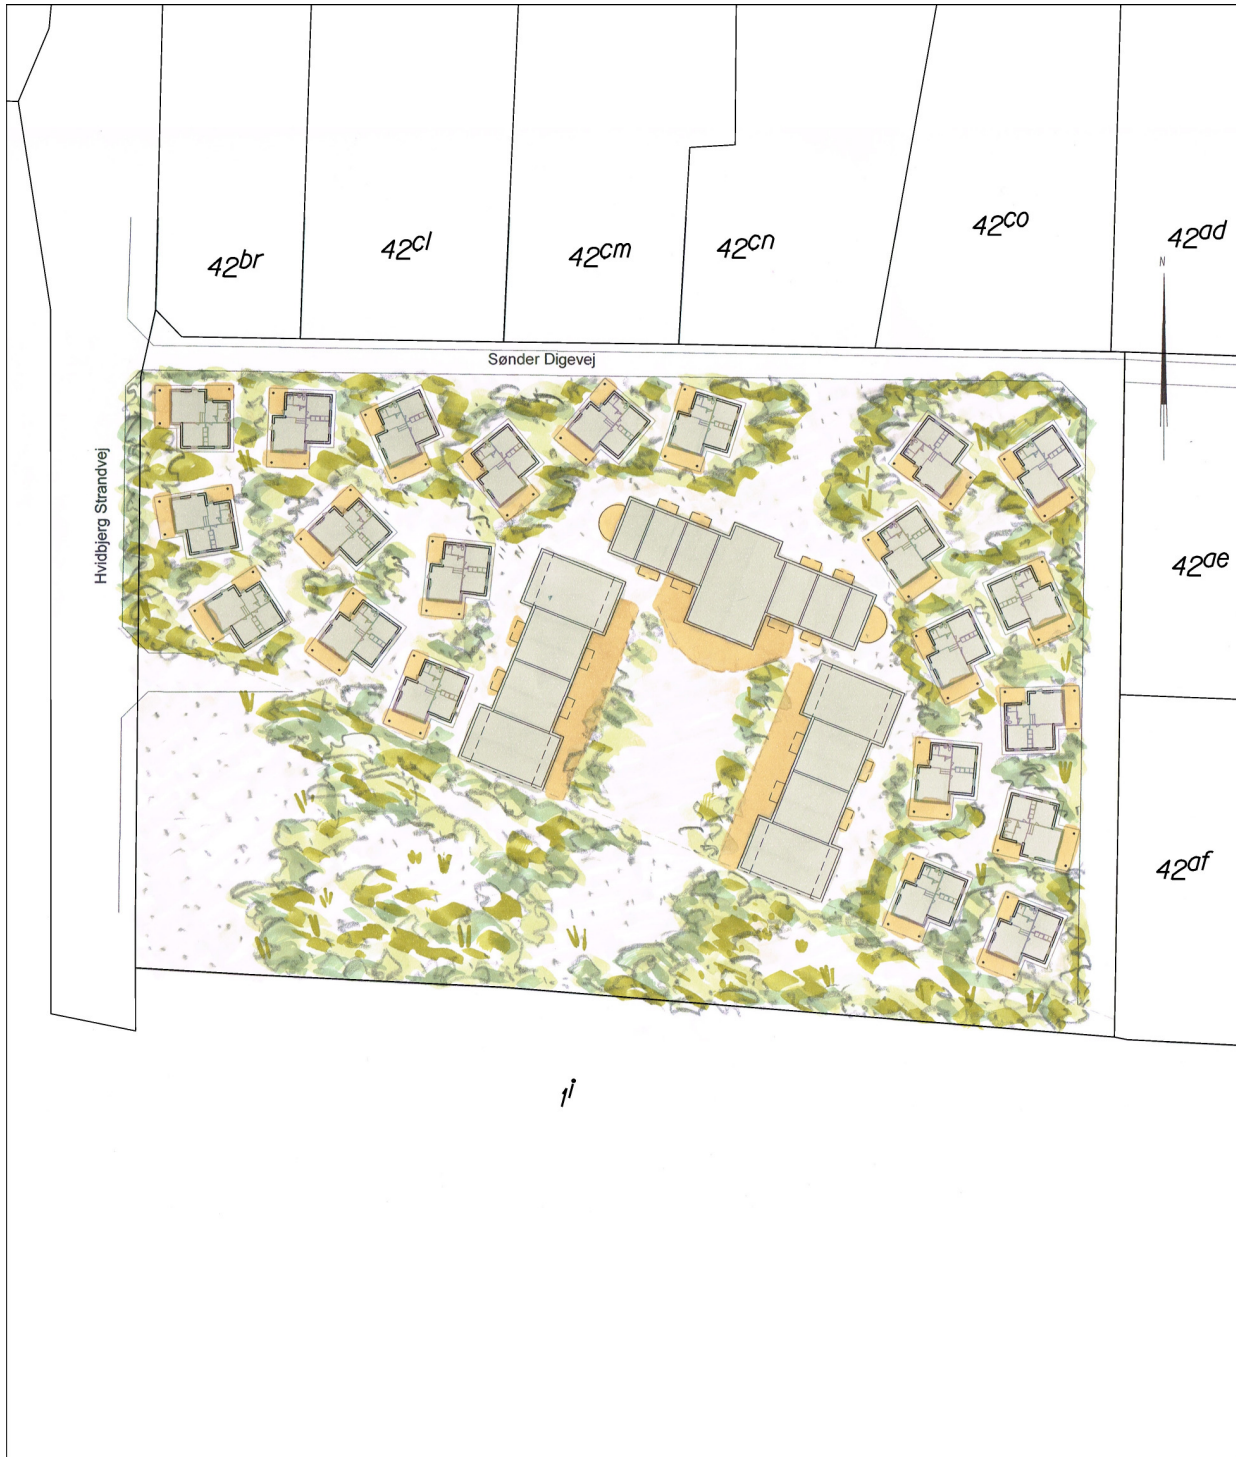 42co
42ad
42cl
42cm
42cn
42br
N
Sønder Digevej
Hvidbjerg Strandvej
42ae
42af
1i